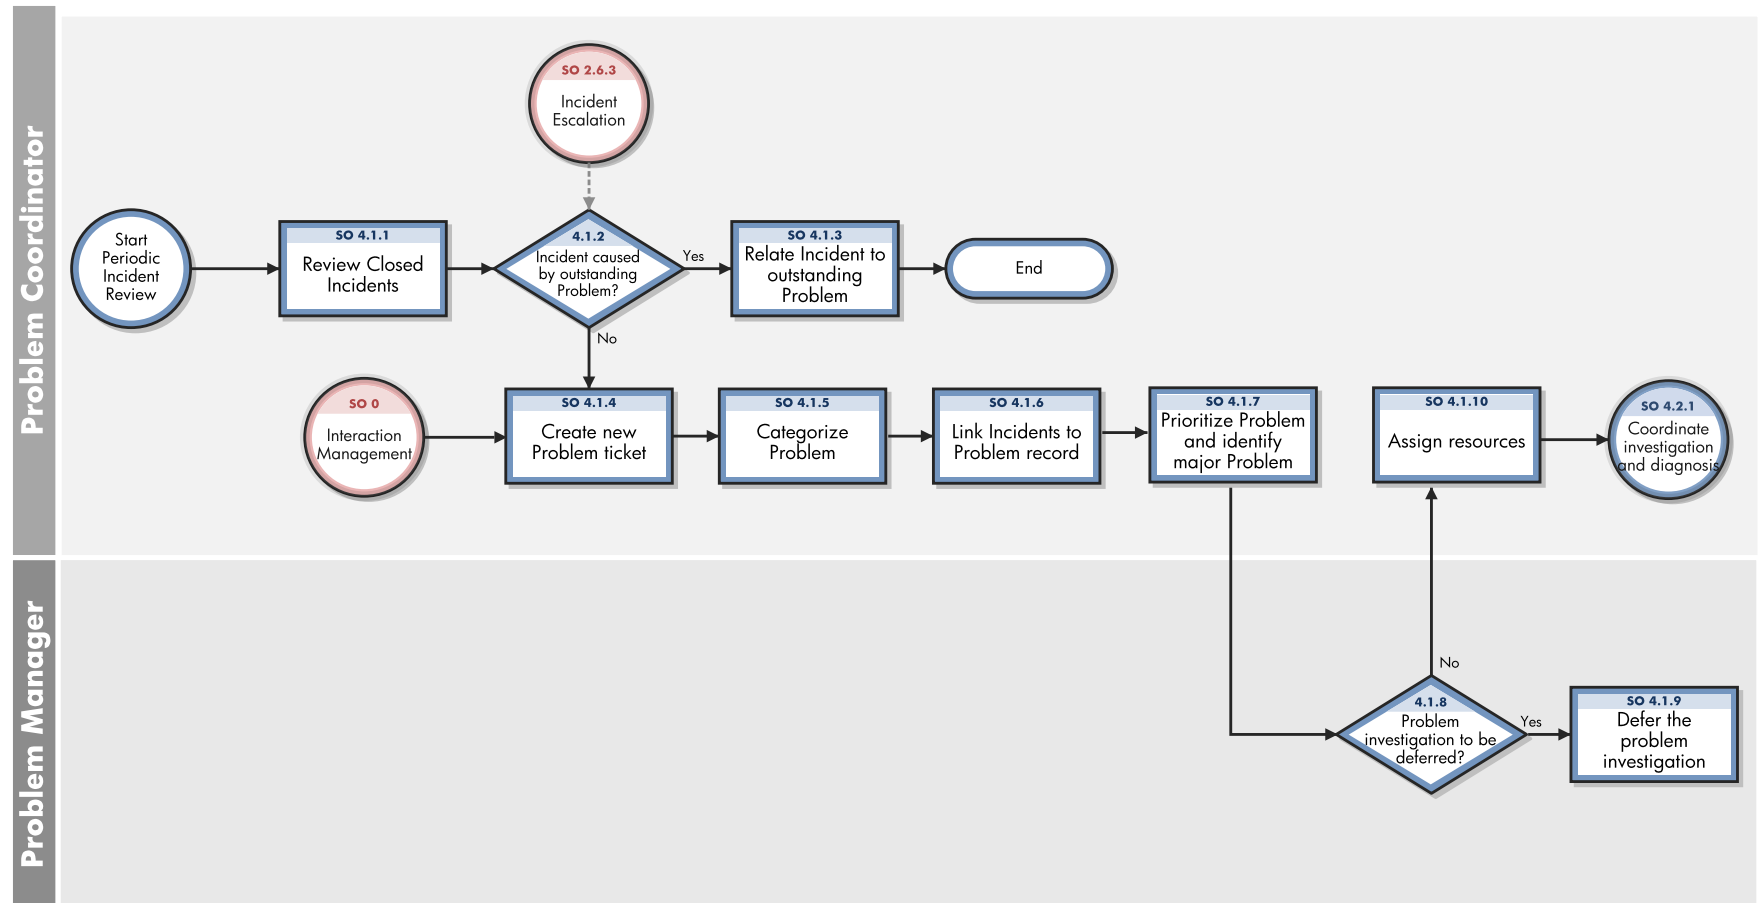 Problem Coordinator
SO 2.6.3
Incident
Escalation
Start
Periodic
Incident
Review
SO 4.1.1
Review Closed
Incidents
4.1.2
Incident caused
by outstanding
Problem?
Yes
SO 4.1.3
Relate Incident to
outstanding
Problem
End
No
SO 0
Interaction
Management
SO 4.1.4
Create new
Problem ticket
SO 4.1.5
Categorize
Problem
SO 4.1.6
Link Incidents to
Problem record
SO 4.1.7
Prioritize Problem
and identify
major Problem
SO 4.1.10
Assign resources
SO 4.2.1
Coordinate
investigation
and diagnosis
Problem Manager
No
4.1.8
Problem
investigation to be
deferred?
Yes
SO 4.1.9
Defer the
problem
investigation